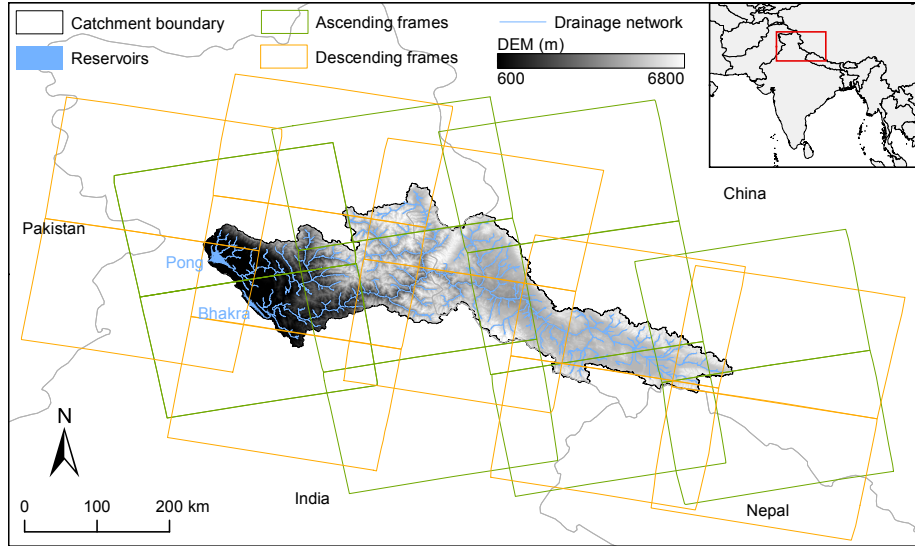 Catchment boundary
Ascending frames
Drainage network
Reservoirs
Descending frames
DEM (m)
600 6800
China
Pakistan
Pong
Bhakra
N
0 100 200 km
India
Nepal